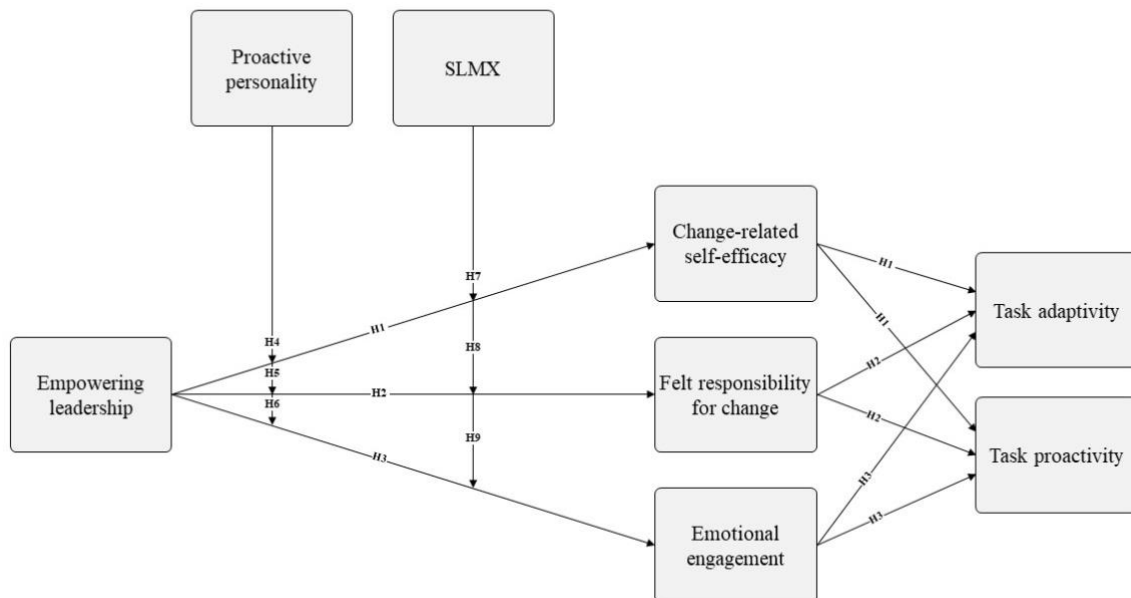 Proactive
personality
SLMX
Change-related
self-efficacy
H7
H1
H1
Task adaptivity
H1
H4
H8
H5
Empowering
leadership
H2
Felt responsibility
for change
H2
H6
H2
H3
H9
H3
Task proactivity
H3
Emotional
engagement